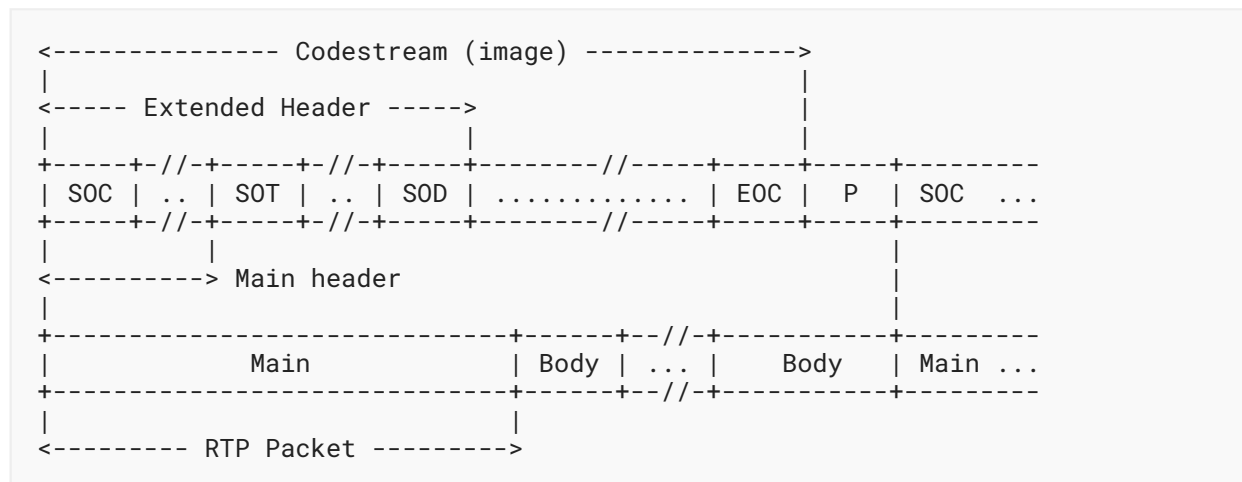 <--------------- Codestream (image) -------------->
|                                                 |
<----- Extended Header ----->                     |
|                           |                     |
+-----+-//-+-----+-//-+-----+--------//-----+-----+-----+---------
| SOC | .. | SOT | .. | SOD | ............. | EOC |  P  | SOC  ...
+-----+-//-+-----+-//-+-----+--------//-----+-----+-----+---------
|          |                                            |
<----------> Main header                                |
|                                                       |
+------------------------------+------+--//-+-----------+---------
|             Main             | Body | ... |    Body   | Main ...
+------------------------------+------+--//-+-----------+---------
|                              |
<--------- RTP Packet --------->